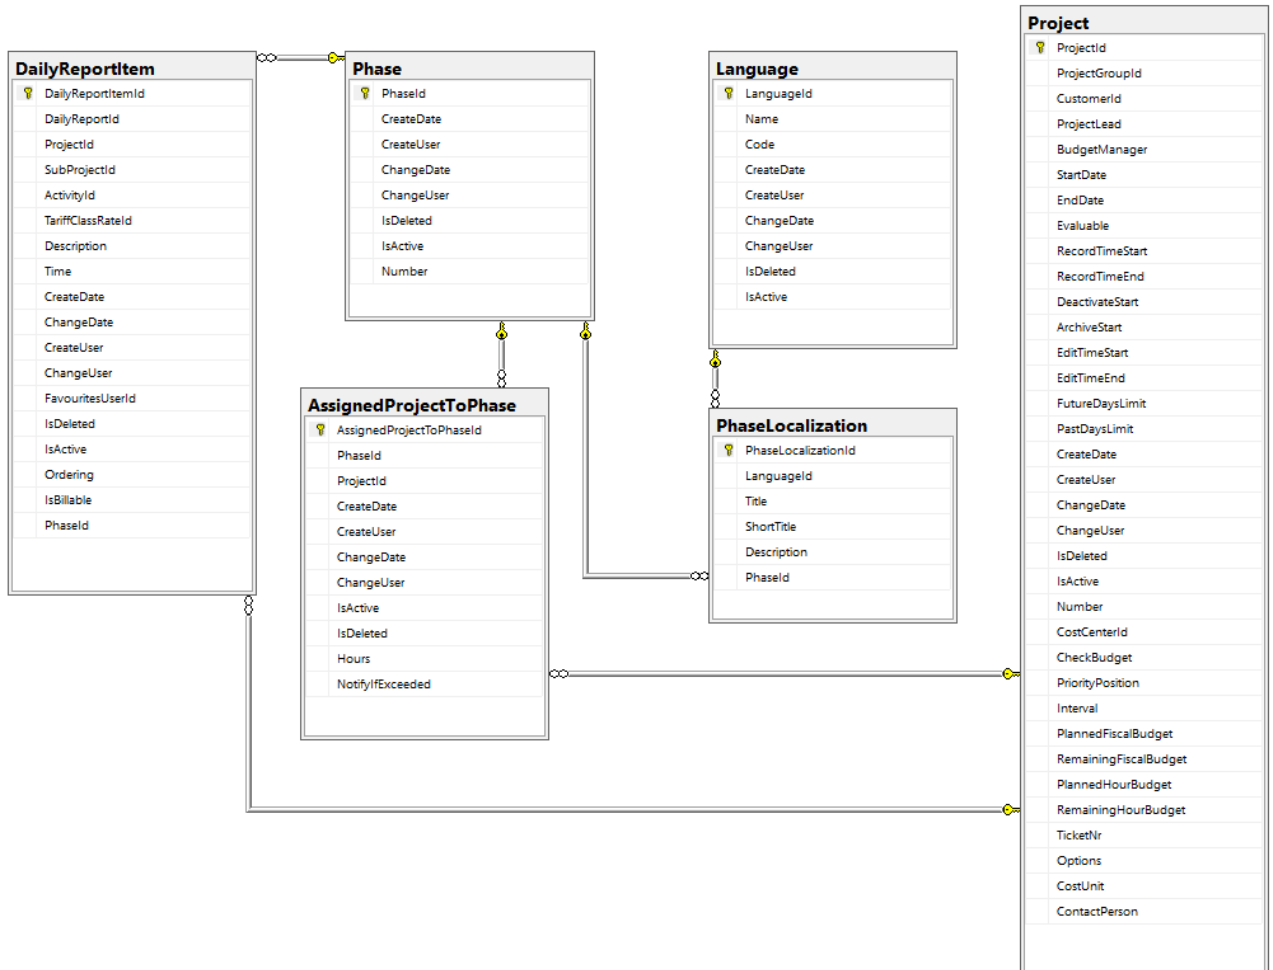 DailyReportItem
DailyReportItemId
DailyReportId
ProjectId
SubProjectId
ActivityId
TariffClassRateId
Description
Time
CreateDate
ChangeDate
CreateUser
ChangeUser
FavouritesUserId
IsDeleted
IsActive
Ordering
IsBillable
PhaseId
Phase
PhaseId
CreateDate
CreateUser
ChangeDate
ChangeUser
IsDeleted
IsActive
Number
AssignedProjectToPhase
AssignedProjectToPhaseId
PhaseId
ProjectId
CreateDate
CreateUser
ChangeDate
ChangeUser
IsActive
IsDeleted
Hours
NotifyIfExceeded
Language
LanguageId
Name
Code
CreateDate
CreateUser
ChangeDate
ChangeUser
IsDeleted
IsActive
PhaseLocalization
PhaseLocalizationId
LanguageId
Title
ShortTitle
Description
PhaseId
Project
ProjectId
ProjectGroupId
CustomerId
ProjectLead
BudgetManager
StartDate
EndDate
Evaluable
RecordTimeStart
RecordTimeEnd
DeactivateStart
ArchiveStart
EditTimeStart
EditTimeEnd
FutureDaysLimit
PastDaysLimit
CreateDate
CreateUser
ChangeDate
ChangeUser
IsDeleted
IsActive
Number
CostCenterId
CheckBudget
PriorityPosition
Interval
PlannedFiscalBudget
RemainingFiscalBudget
PlannedHourBudget
RemainingHourBudget
TicketNr
Options
CostUnit
ContactPerson